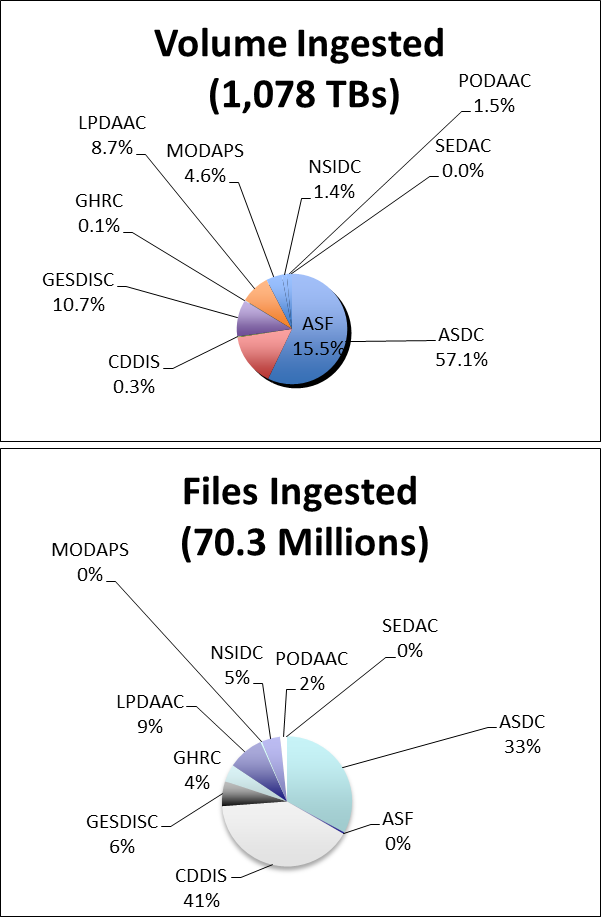 Volume Ingested
(1,078 TBs)
PODAAC
1.5%
LPDAAC
8.7%
MODAPS
4.6%
NSIDC
1.4%
SEDAC
0.0%
GHRC
0.1%
GESDISC
10.7%
ASF
15.5%
ASDC
57.1%
CDDIS
0.3%
Files Ingested
(70.3 Millions)
MODAPS
0%
SEDAC
0%
NSIDC
5%
PODAAC
2%
LPDAAC
9%
ASDC
33%
GHRC
4%
GESDISC
6%
ASF
0%
CDDIS
41%